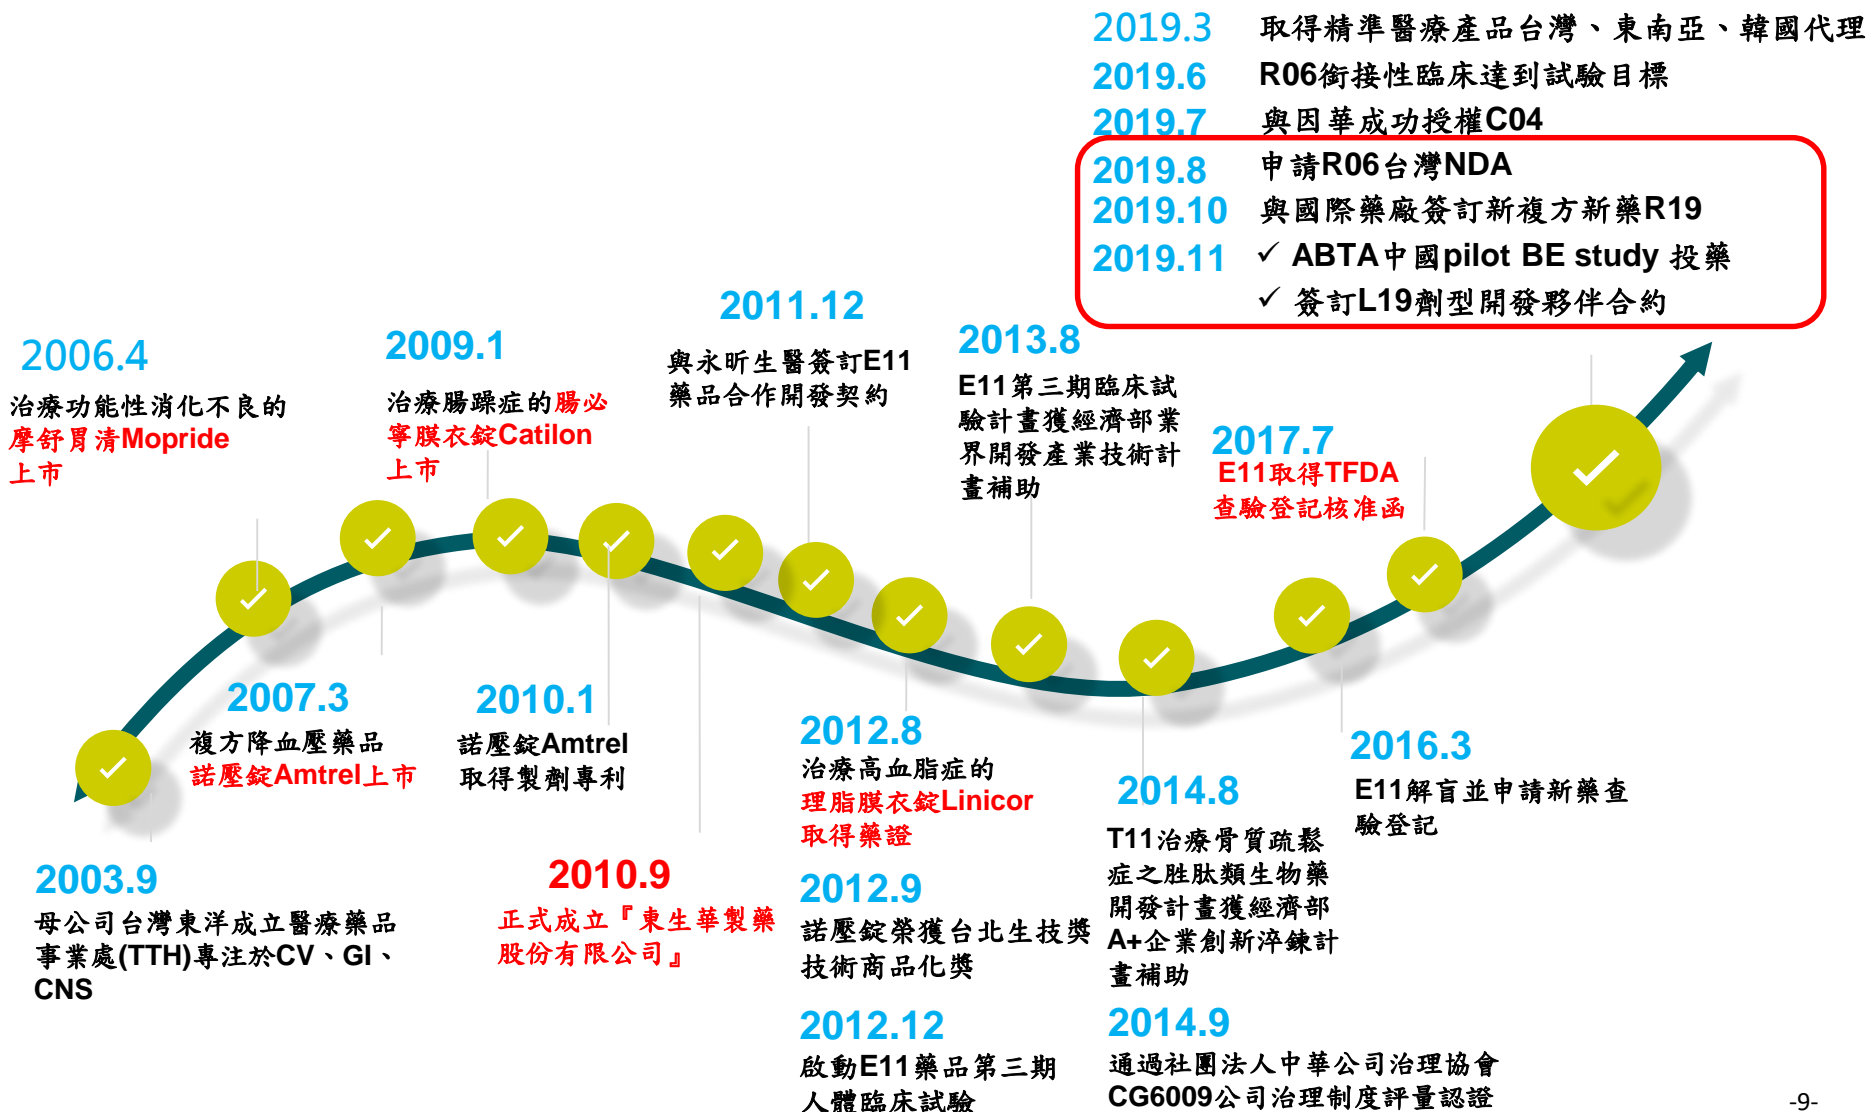 2019.3 取得精準醫療產品台灣、東南亞、韓國代理
2019.6 R06銜接性臨床達到試驗目標
2019.7 與因華成功授權C04
2019.8 申請R06台灣NDA
2019.10 與國際藥廠簽訂新複方新藥R19
2019.11 ✓ ABTA中國pilot BE study 投藥
✓ 簽訂L19劑型開發夥伴合約
2006.4
治療功能性消化不良的
摩舒胃清Mopride
上市
2009.1
治療腸躁症的腸必
寧膜衣錠Catilon
上市
2011.12
與永昕生醫簽訂E11
藥品合作開發契約
2013.8
E11第三期臨床試
驗計畫獲經濟部業
界開發產業技術計
畫補助
2017.7
E11取得TFDA
查驗登記核准函
2003.9
母公司台灣東洋成立醫療藥品
事業處(TTH)專注於CV、GI、
CNS
2007.3
複方降血壓藥品
諾壓錠Amtrel上市
2010.1
諾壓錠Amtrel
取得製劑專利
2010.9
正式成立『東生華製藥
股份有限公司』
2012.8
治療高血脂症的
理脂膜衣錠Linicor
取得藥證
2012.9
諾壓錠榮獲台北生技獎
技術商品化獎
2012.12
啟動E11藥品第三期
人體臨床試驗
2014.8
T11治療骨質疏鬆
症之胜肽類生物藥
開發計畫獲經濟部
A+企業創新淬鍊計
畫補助
2014.9
通過社團法人中華公司治理協會
CG6009公司治理制度評量認證
2016.3
E11解盲並申請新藥查
驗登記
-9-